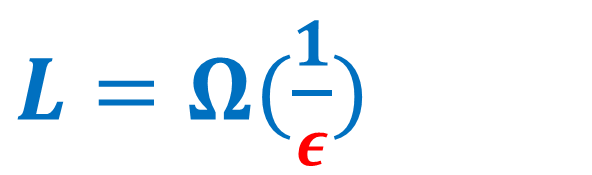 L = Ω(1/ϵ)